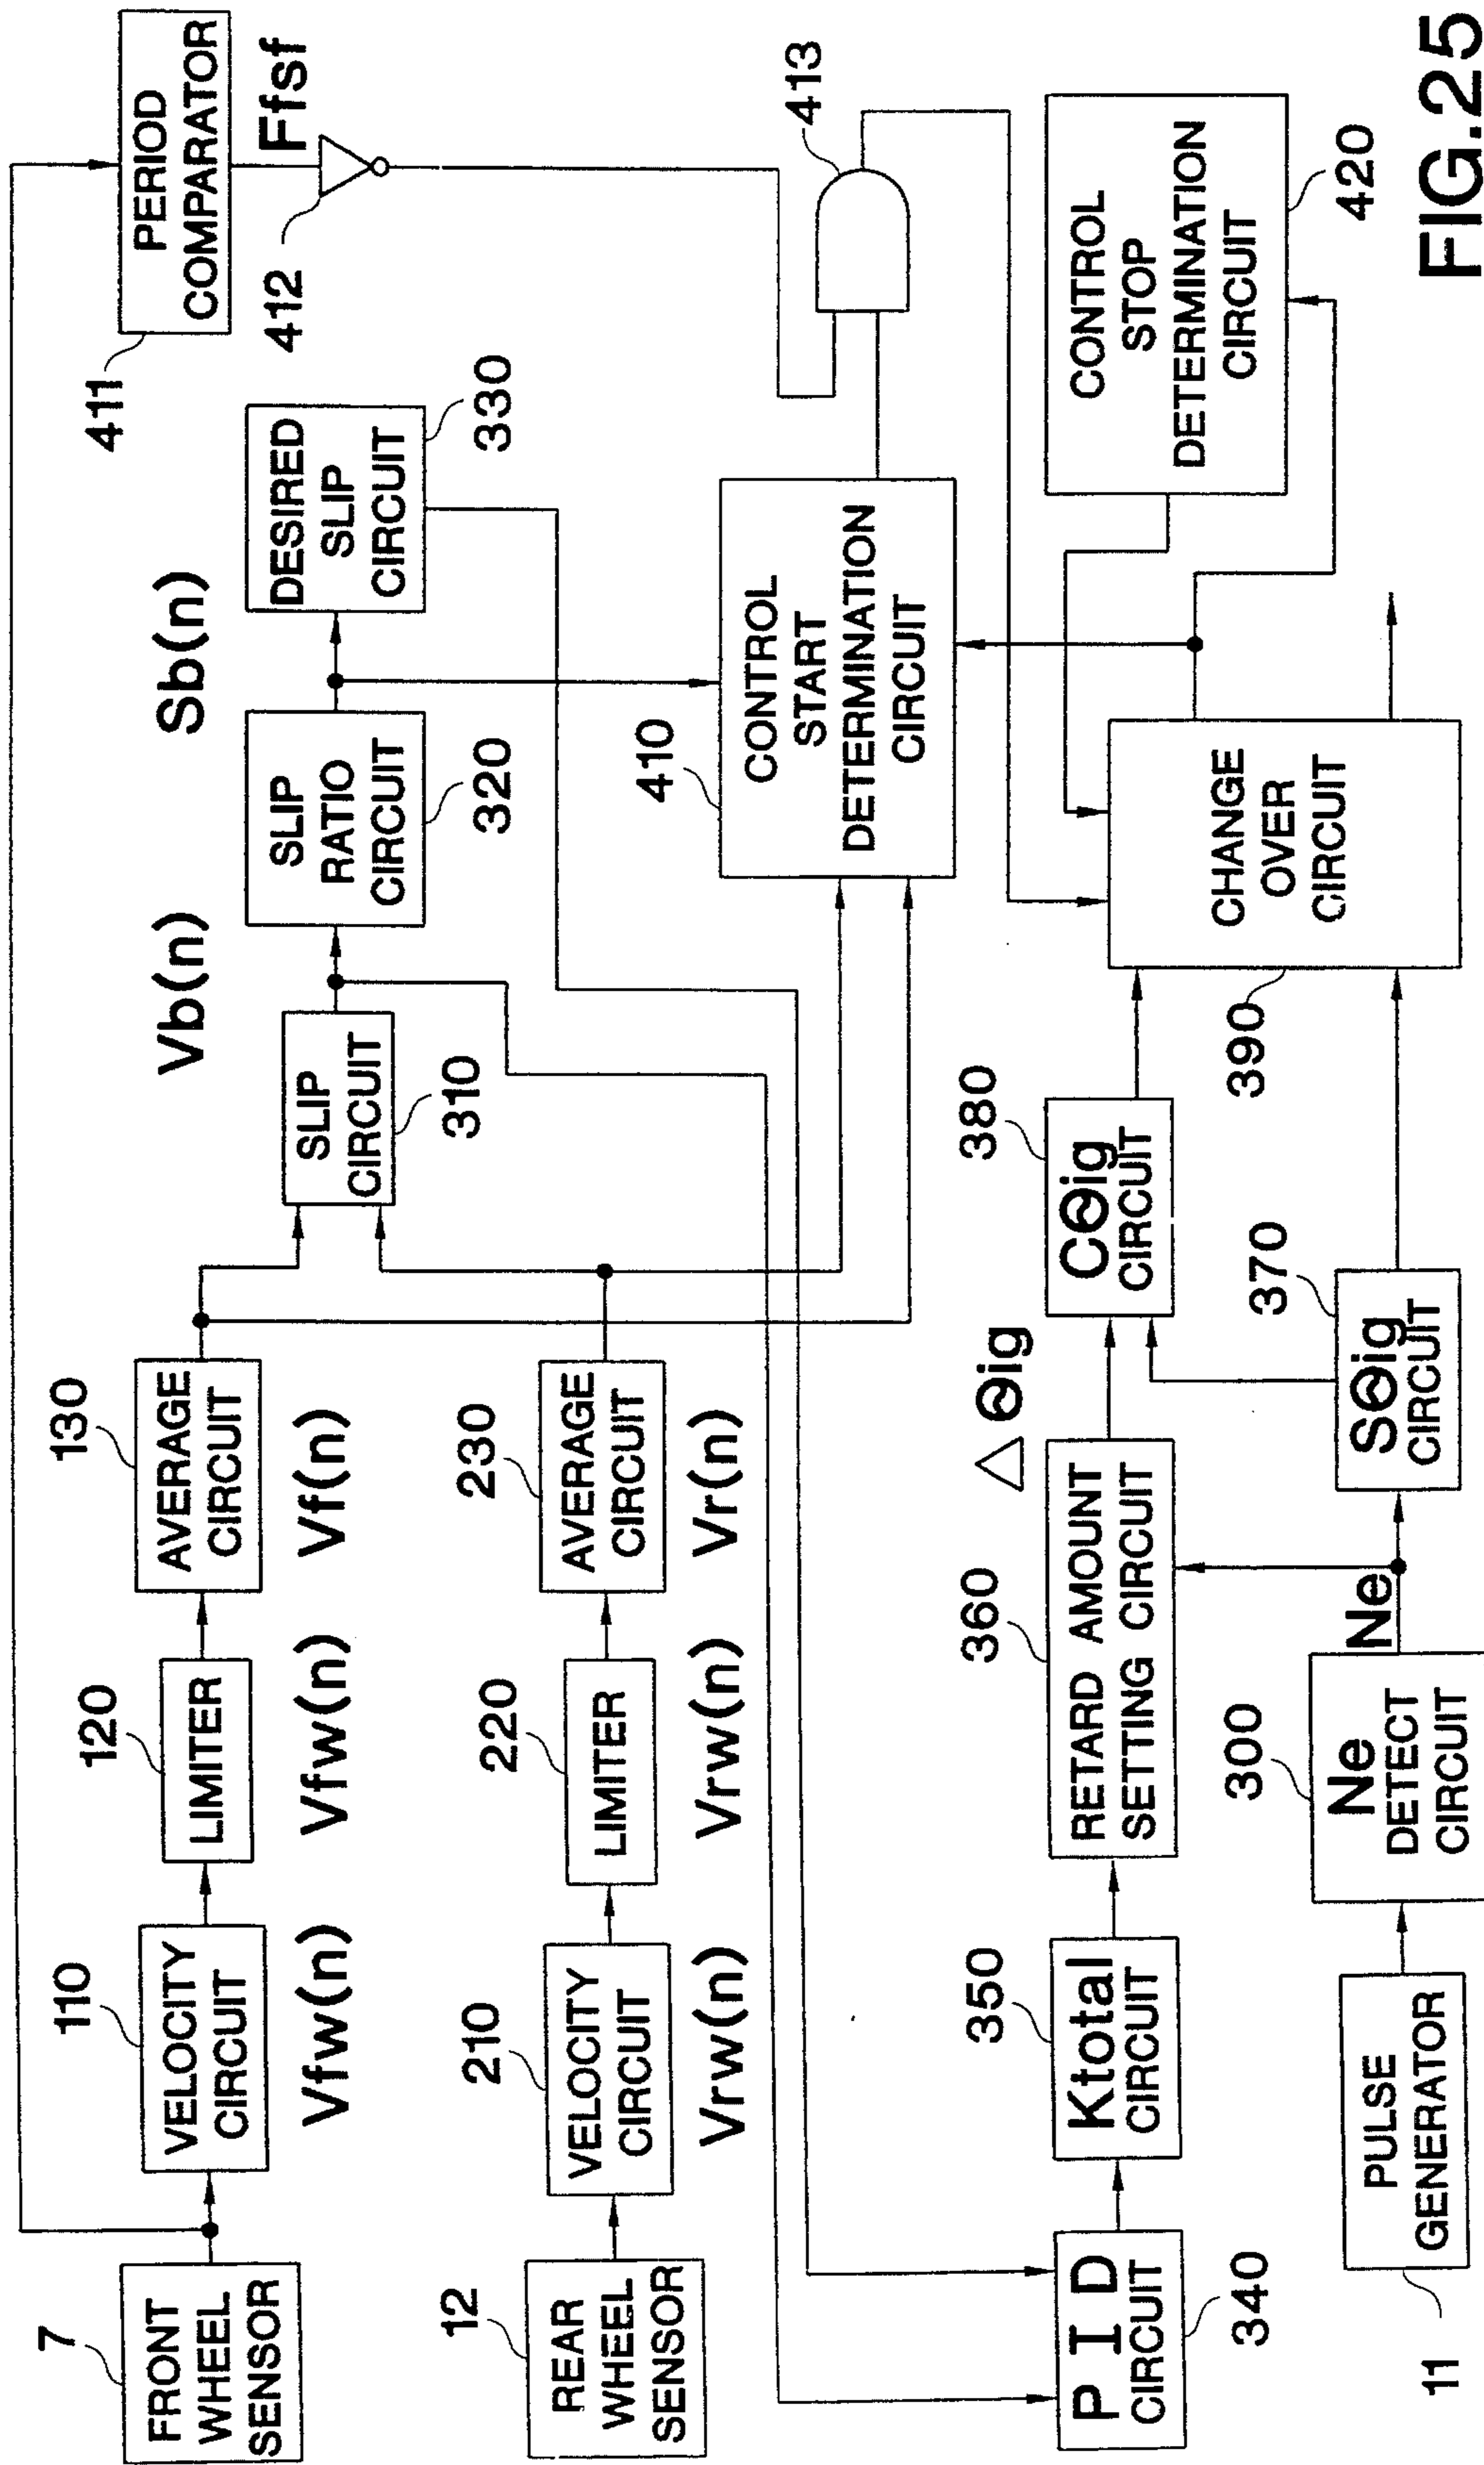 7
FRONT
WHEEL
SENSOR
110
VELOCITY
CIRCUIT
Vfw(n)
120
LIMITER
Vfw(n)
130
AVERAGE
CIRCUIT
Vf(n)
12
REAR
WHEEL
SENSOR
210
VELOCITY
CIRCUIT
Vrw(n)
220
LIMITER
Vrw(n)
230
AVERAGE
CIRCUIT
Vr(n)
Vb(n)
SLIP
CIRCUIT
310
Sb(n)
SLIP
RATIO
CIRCUIT
320
DESIRED
SLIP
CIRCUIT
330
411
PERIOD
COMPARATOR
Ffsf
412
410
CONTROL
START
DETERMINATION
CIRCUIT
413
P I D
CIRCUIT
340
350
Ktotal
CIRCUIT
360
RETARD AMOUNT
SETTING CIRCUIT
△Θig
380
CΘig
CIRCUIT
390
CHANGE
OVER
CIRCUIT
CONTROL
STOP
DETERMINATION
CIRCUIT
420
PULSE
GENERATOR
11
300
Ne
DETECT
CIRCUIT
Ne
370
SΘig
CIRCUIT
FIG.25